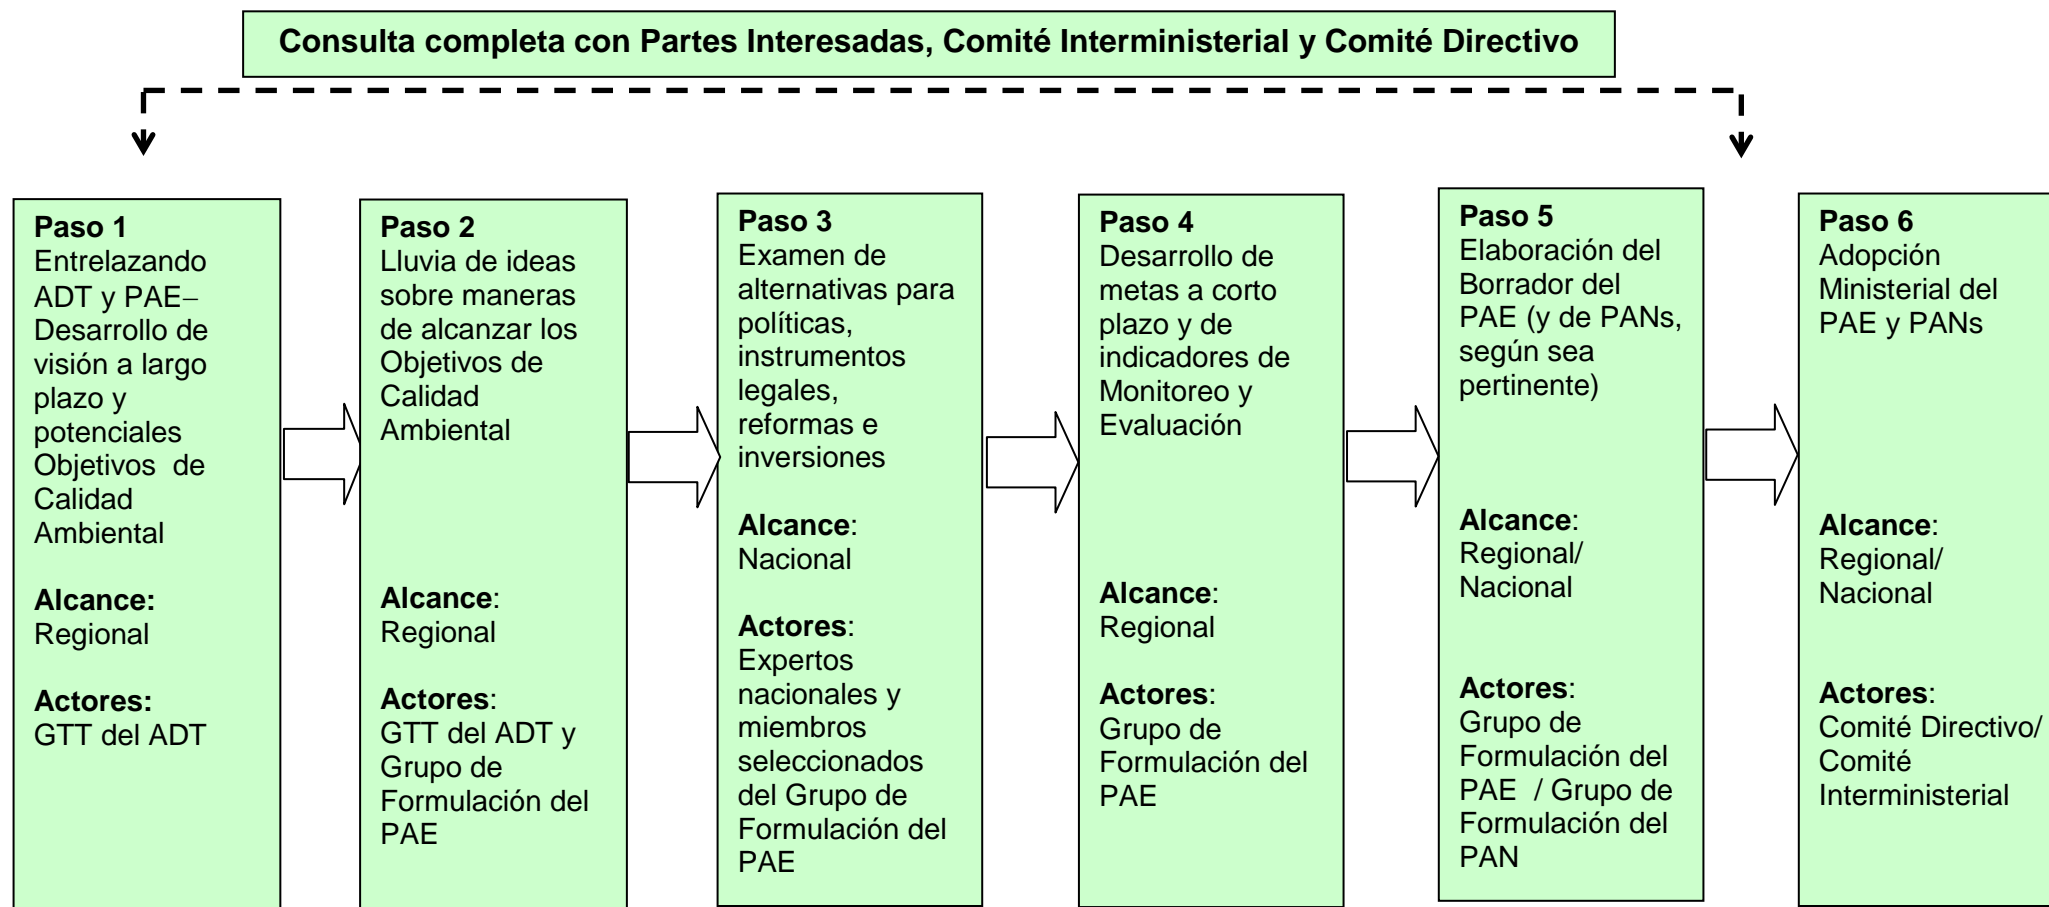 Consulta completa con Partes Interesadas, Comité Interministerial y Comité Directivo
Paso 1
Entrelazando
ADT y PAE–
Desarrollo de
visión a largo
plazo y
potenciales
Objetivos de
Calidad
Ambiental
Alcance:
Regional
Actores:
GTT del ADT
Paso 2
Lluvia de ideas
sobre maneras
de alcanzar los
Objetivos de
Calidad
Ambiental
Alcance:
Regional
Actores:
GTT del ADT y
Grupo de
Formulación del
PAE
Paso 3
Examen de
alternativas para
políticas,
instrumentos
legales,
reformas e
inversiones
Alcance:
Nacional
Actores:
Expertos
nacionales y
miembros
seleccionados
del Grupo de
Formulación del
PAE
Paso 4
Desarrollo de
metas a corto
plazo y de
indicadores de
Monitoreo y
Evaluación
Alcance:
Regional
Actores:
Grupo de
Formulación del
PAE
Paso 5
Elaboración del
Borrador del
PAE (y de PANs,
según sea
pertinente)
Alcance:
Regional/
Nacional
Actores:
Grupo de
Formulación del
PAE / Grupo de
Formulación del
PAN
Paso 6
Adopción
Ministerial del
PAE y PANs
Alcance:
Regional/
Nacional
Actores:
Comité Directivo/
Comité
Interministerial